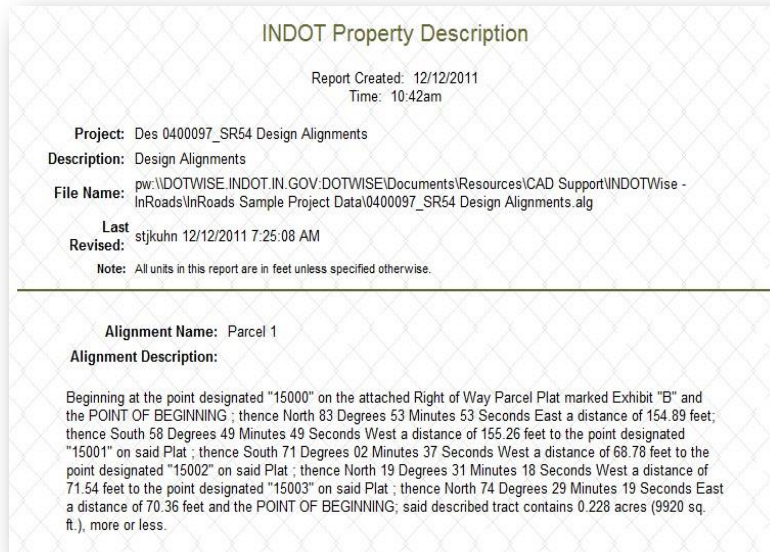 INDOT Property Description
Report Created: 12/12/2011
Time: 10:42am
Project: Des 0400097_SR54 Design Alignments
Description: Design Alignments
File Name: pw:\\DOTWISE.INDOT.IN.GOV:DOTWISE\Documents\Resources\CAD Support\INDOTWise -
InRoads\InRoads Sample Project Data\0400097_SR54 Design Alignments.alg
Last
Revised: stjkuhn 12/12/2011 7:25:08 AM
Note: All units in this report are in feet unless specified otherwise.
Alignment Name: Parcel 1
Alignment Description:
Beginning at the point designated "15000" on the attached Right of Way Parcel Plat marked Exhibit "B" and
the POINT OF BEGINNING ; thence North 83 Degrees 53 Minutes 53 Seconds East a distance of 154.89 feet;
thence South 58 Degrees 49 Minutes 49 Seconds West a distance of 155.26 feet to the point designated
"15001" on said Plat ; thence South 71 Degrees 02 Minutes 37 Seconds West a distance of 68.78 feet to the
point designated "15002" on said Plat ; thence North 19 Degrees 31 Minutes 18 Seconds West a distance of
71.54 feet to the point designated "15003" on said Plat ; thence North 74 Degrees 29 Minutes 19 Seconds East
a distance of 70.36 feet and the POINT OF BEGINNING; said described tract contains 0.228 acres (9920 sq.
ft.), more or less.